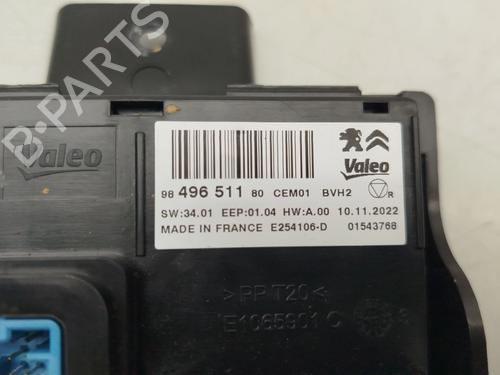 B-PARTS
Valeo
Valeo
98 496 511 80 CEM01 BVH2 R
SW:34.01 EEP:01.04 HW:A.00 10.11.2022
MADE IN FRANCE E254106-D 01543768
>PP T20<
E1065901 C